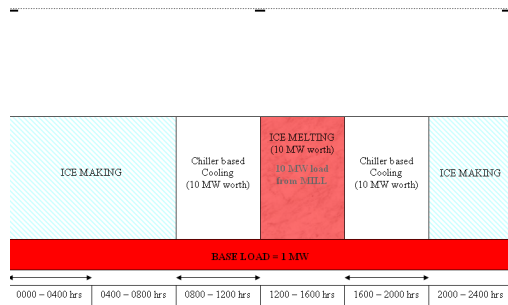 ICE MAKING
Chiller based
Cooling
(10 MW worth)
ICE MELTING
(10 MW worth)
10 MW load
from MILL
Chiller based
Cooling
(10 MW worth)
ICE MAKING
BASE LOAD = 1 MW
0000 – 0400 hrs
0400 – 0800 hrs
0800 – 1200 hrs
1200 – 1600 hrs
1600 – 2000 hrs
2000 – 2400 hrs